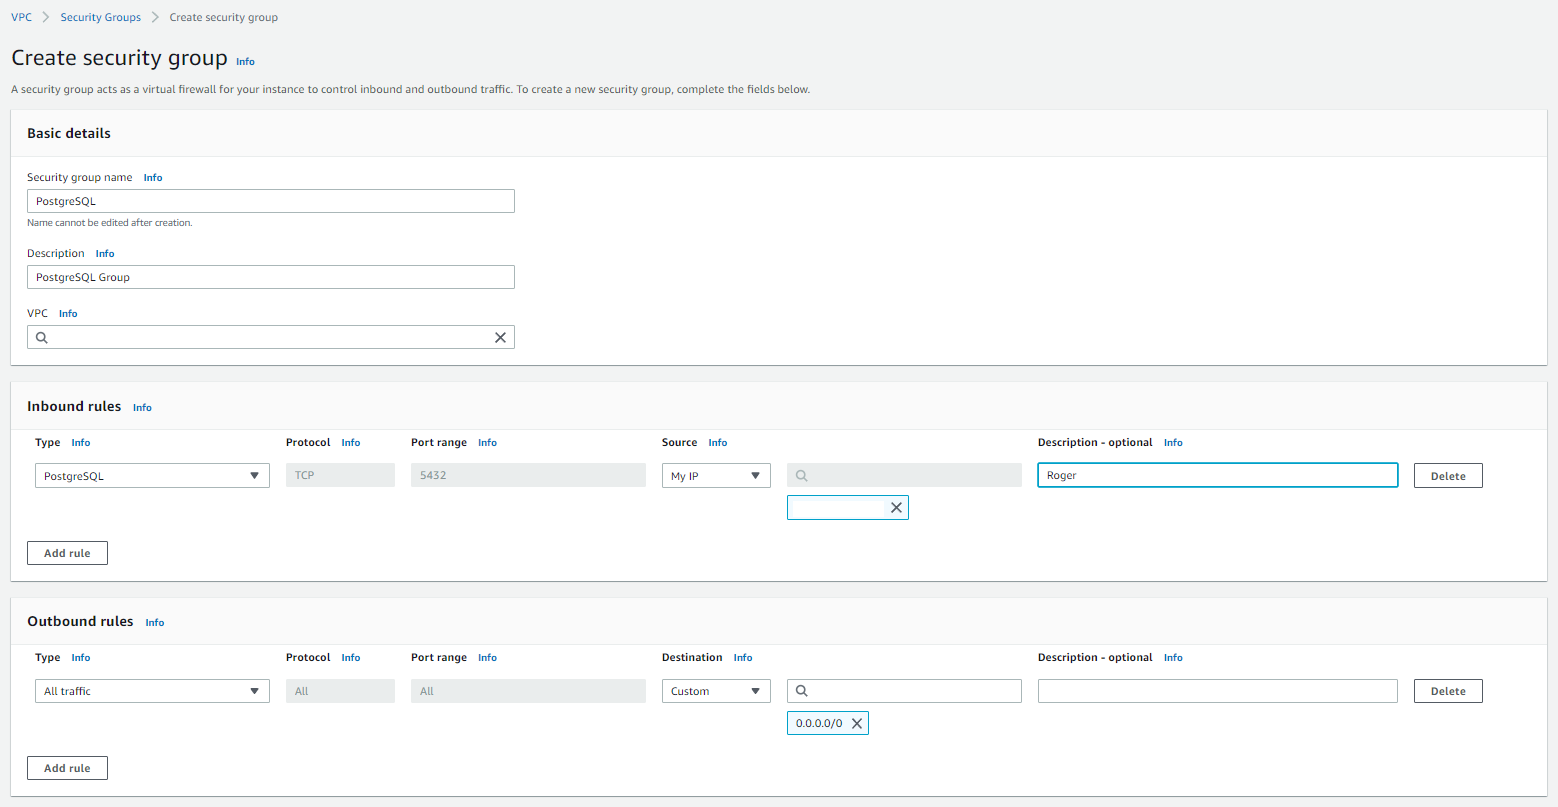 VPC > Security Groups > Create security group
Create security group Info
A security group acts as a virtual firewall for your instance to control inbound and outbound traffic. To create a new security group, complete the fields below.
Basic details
Security group name Info
PostgreSQL
Name cannot be edited after creation.
Description Info
PostgreSQL Group
VPC Info
Inbound rules Info
Type Info Protocol Info Port range Info Source Info Description - optional Info
PostgreSQL TCP 5432 My IP Roger Delete
Add rule
Outbound rules Info
Type Info Protocol Info Port range Info Destination Info Description - optional Info
All traffic All All Custom Delete
0.0.0.0/0
Add rule